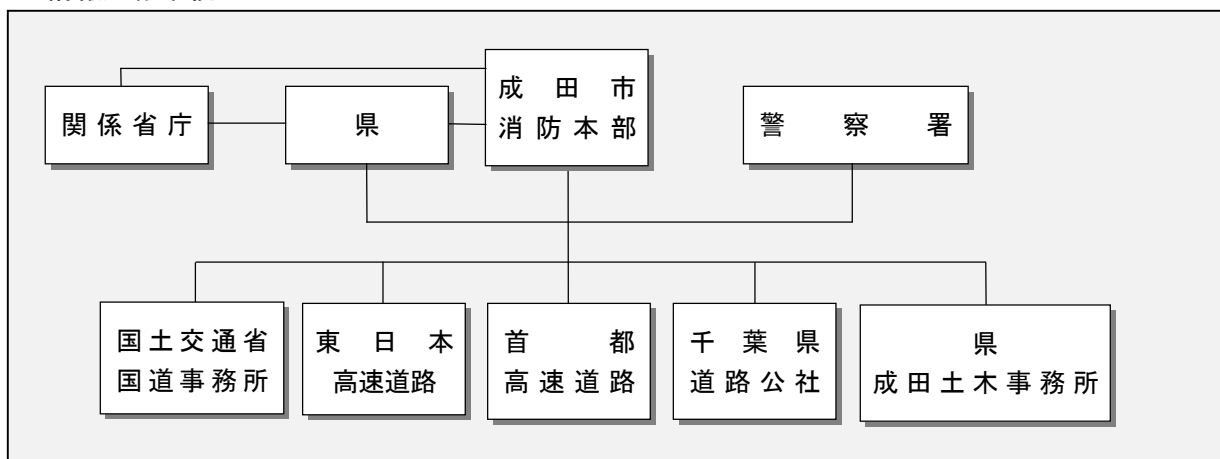 関係省庁
県
成田市
消防本部
警察署
国土交通省
国道事務所
東日本
高速道路
首都
高速道路
千葉県
道路公社
県
成田土木事務所